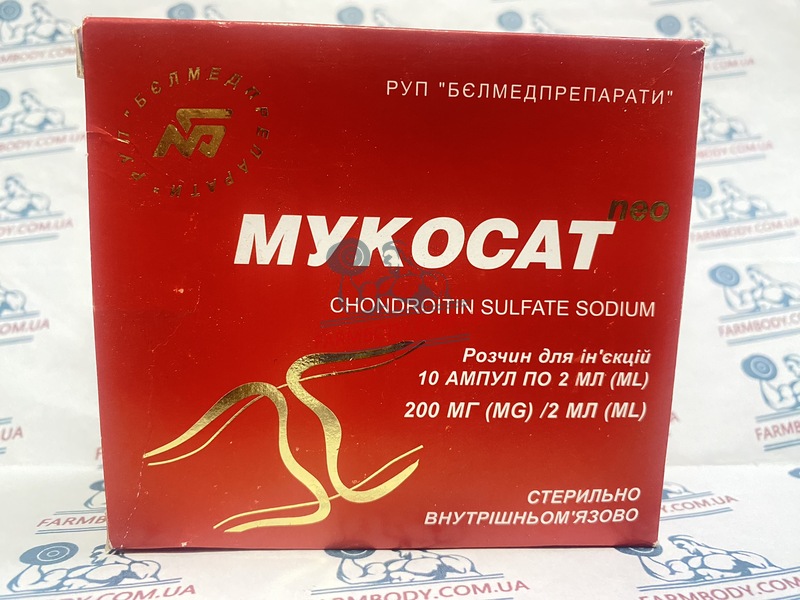 РУП "БЄЛМЕДПРЕПАРАТИ"
РУП "БЄЛМЕДПРЕПАРАТИ"
МУКОСАТ neo
CHONDROITIN SULFATE SODIUM
Розчин для ін'єкцій
10 АМПУЛ ПО 2 МЛ (ML)
200 МГ (MG) /2 МЛ (ML)
СТЕРИЛЬНО
ВНУТРІШНЬОМ'ЯЗОВО
FARMBODY.COM.UA